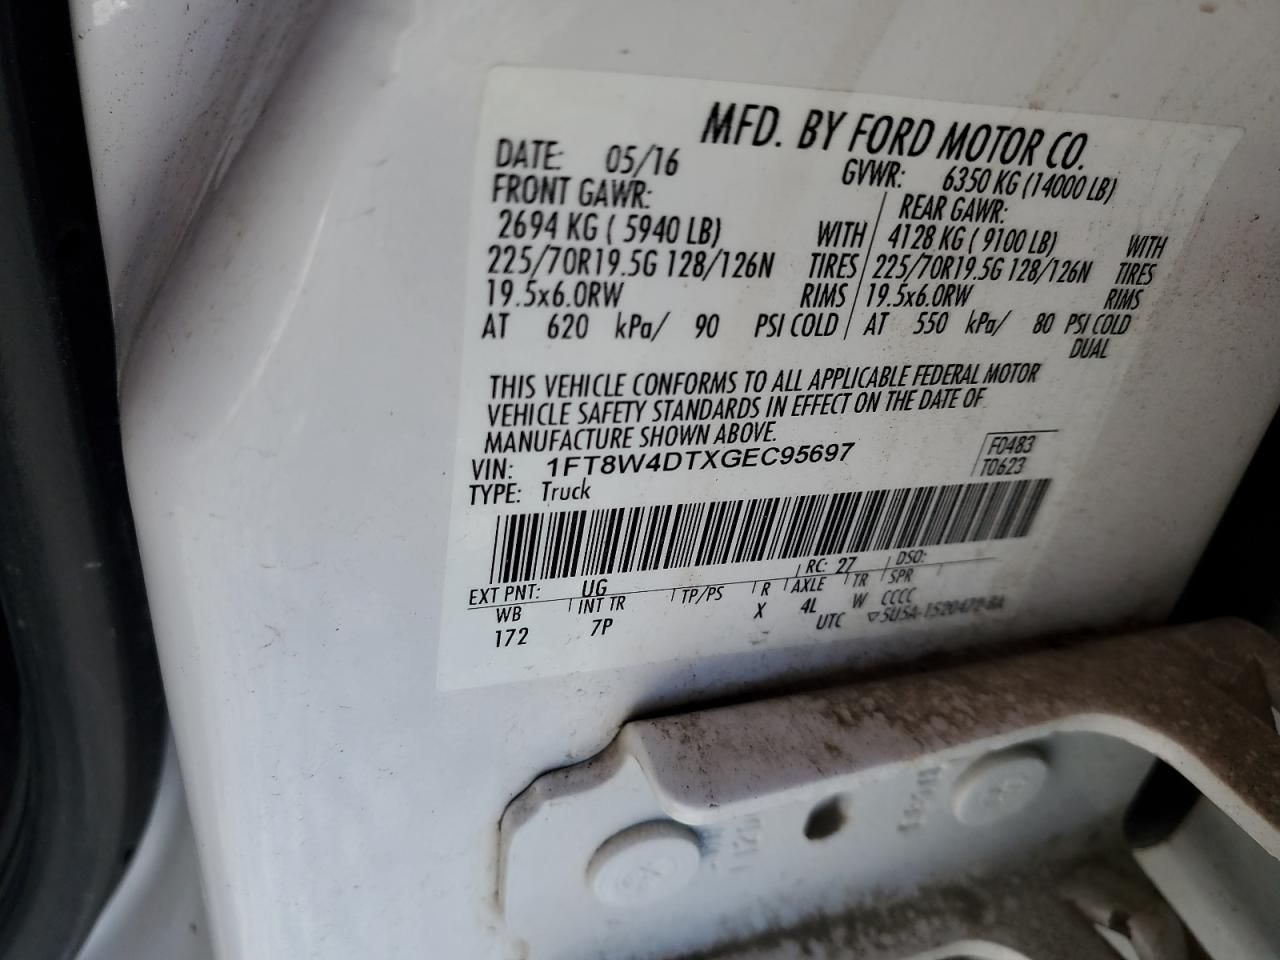 MFD. BY FORD MOTOR CO.
DATE: 05/16 GVWR: 6350 KG (14000 LB)
FRONT GAWR: REAR GAWR:
2694 KG ( 5940 LB) WITH 4128 KG ( 9100 LB) WITH
225/70R19.5G 128/126N TIRES 225/70R19.5G 128/126N TIRES
19.5x6.0RW RIMS 19.5x6.0RW RIMS
AT 620 kPa/ 90 PSI COLD AT 550 kPa/ 80 PSI COLD
DUAL
THIS VEHICLE CONFORMS TO ALL APPLICABLE FEDERAL MOTOR
VEHICLE SAFETY STANDARDS IN EFFECT ON THE DATE OF
MANUFACTURE SHOWN ABOVE.
VIN: 1FT8W4DTXGEC95697 F0483
TYPE: Truck T0623
EXT PNT: UG RC: 27 DSO:
WB INT TR TP/PS R AXLE TR SPR
172 7P X 4L W CCCC
UTC ▽5U5A-1520472-BA